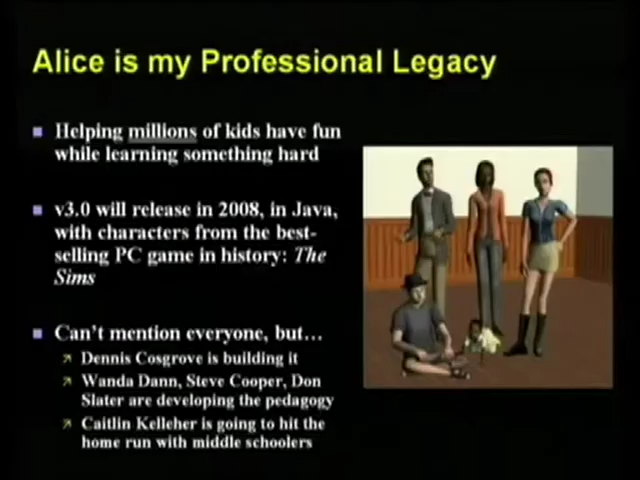 Alice is my Professional Legacy
Helping millions of kids have fun
while learning something hard
v3.0 will release in 2008, in Java,
with characters from the best-
selling PC game in history: The
Sims
Can't mention everyone, but…
Dennis Cosgrove is building it
Wanda Dann, Steve Cooper, Don
Slater are developing the pedagogy
Caitlin Kelleher is going to hit the
home run with middle schoolers